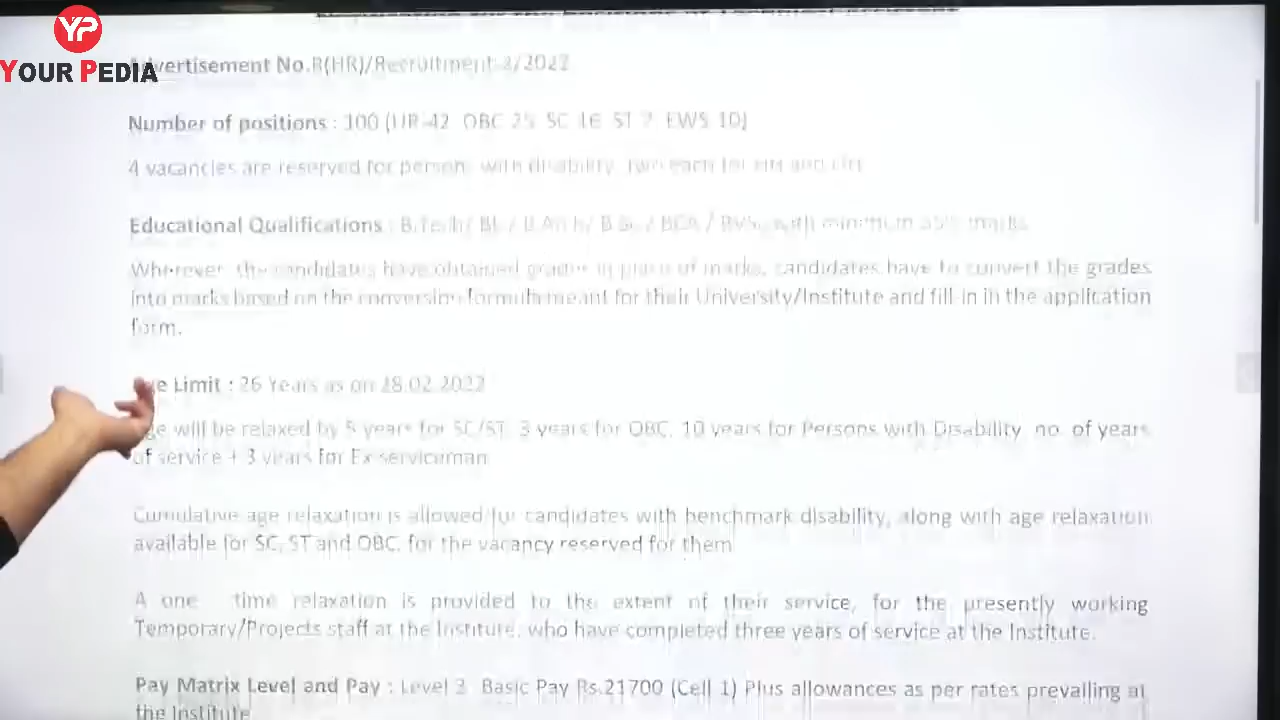 YP
YOUR PEDIA
vertisement No.R(HR)/Recruitment-2/2022
Number of positions : 100 (UR-42 OBC 25 SC 16 ST 7 EWS 10)
4 vacancies are reserved for persons with disability, two each for
Educational Qualifications : B.Tech/ BE / B.Arch/ B.Sc / BCA / with minimum 55% marks
Wherever the candidates have obtained grades in place of marks, candidates have to convert the grades
into marks based on the conversion formula meant for their University/Institute and fill-in in the application
form.
ge Limit : 26 Years as on 28.02.2022
ge will be relaxed by 5 years for SC/ST, 3 years for OBC, 10 years for Persons with Disability, no. of years
of service + 3 years for Ex-serviceman
Cumulative age relaxation is allowed for candidates with benchmark disability, along with age relaxation
available for SC, ST and OBC, for the vacancy reserved for them
A one time relaxation is provided to the extent of their service, for the presently working
Temporary/Projects staff at the Institute, who have completed three years of service at the Institute.
Pay Matrix Level and Pay : Level 3 Basic Pay Rs.21700 (Cell 1) Plus allowances as per rates prevailing at
the Institute